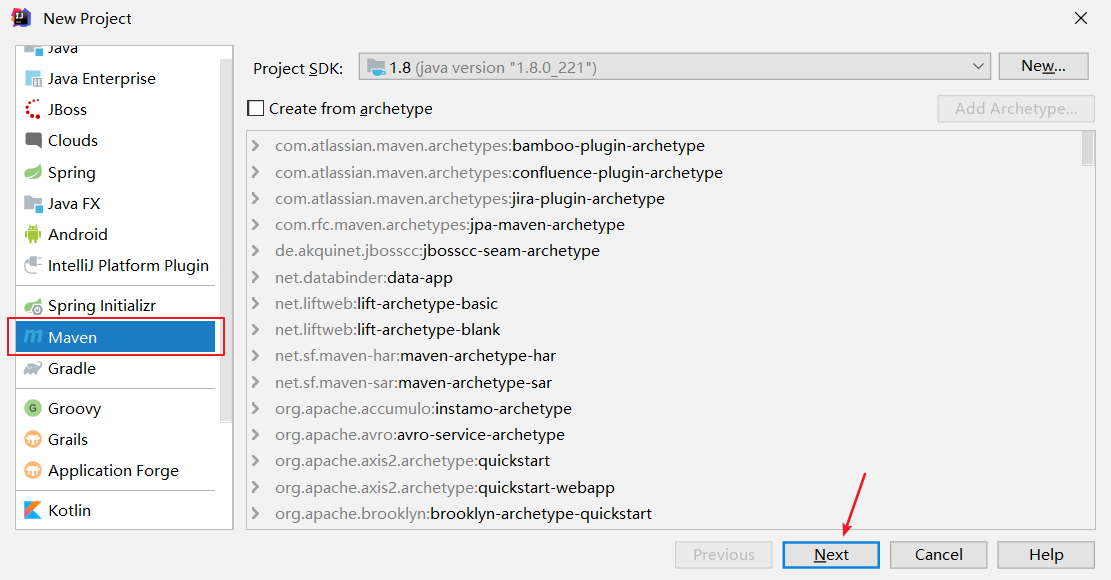 New Project
Java
Java Enterprise
JBoss
Clouds
Spring
Java FX
Android
IntelliJ Platform Plugin
Spring Initializr
Maven
Gradle
Groovy
Grails
Application Forge
Kotlin
Project SDK: 1.8 (java version "1.8.0_221") New...
Create from archetype Add Archetype...
com.atlassian.maven.archetypes:bamboo-plugin-archetype
com.atlassian.maven.archetypes:confluence-plugin-archetype
com.atlassian.maven.archetypes:jira-plugin-archetype
com.rfc.maven.archetypes:jpa-maven-archetype
de.akquinet.jbosscc:jbosscc-seam-archetype
net.databinder:data-app
net.liftweb:lift-archetype-basic
net.liftweb:lift-archetype-blank
net.sf.maven-har:maven-archetype-har
net.sf.maven-sar:maven-archetype-sar
org.apache.accumulo:instamo-archetype
org.apache.avro:avro-service-archetype
org.apache.axis2.archetype:quickstart
org.apache.axis2.archetype:quickstart-webapp
org.apache.brooklyn:brooklyn-archetype-quickstart
Previous Next Cancel Help